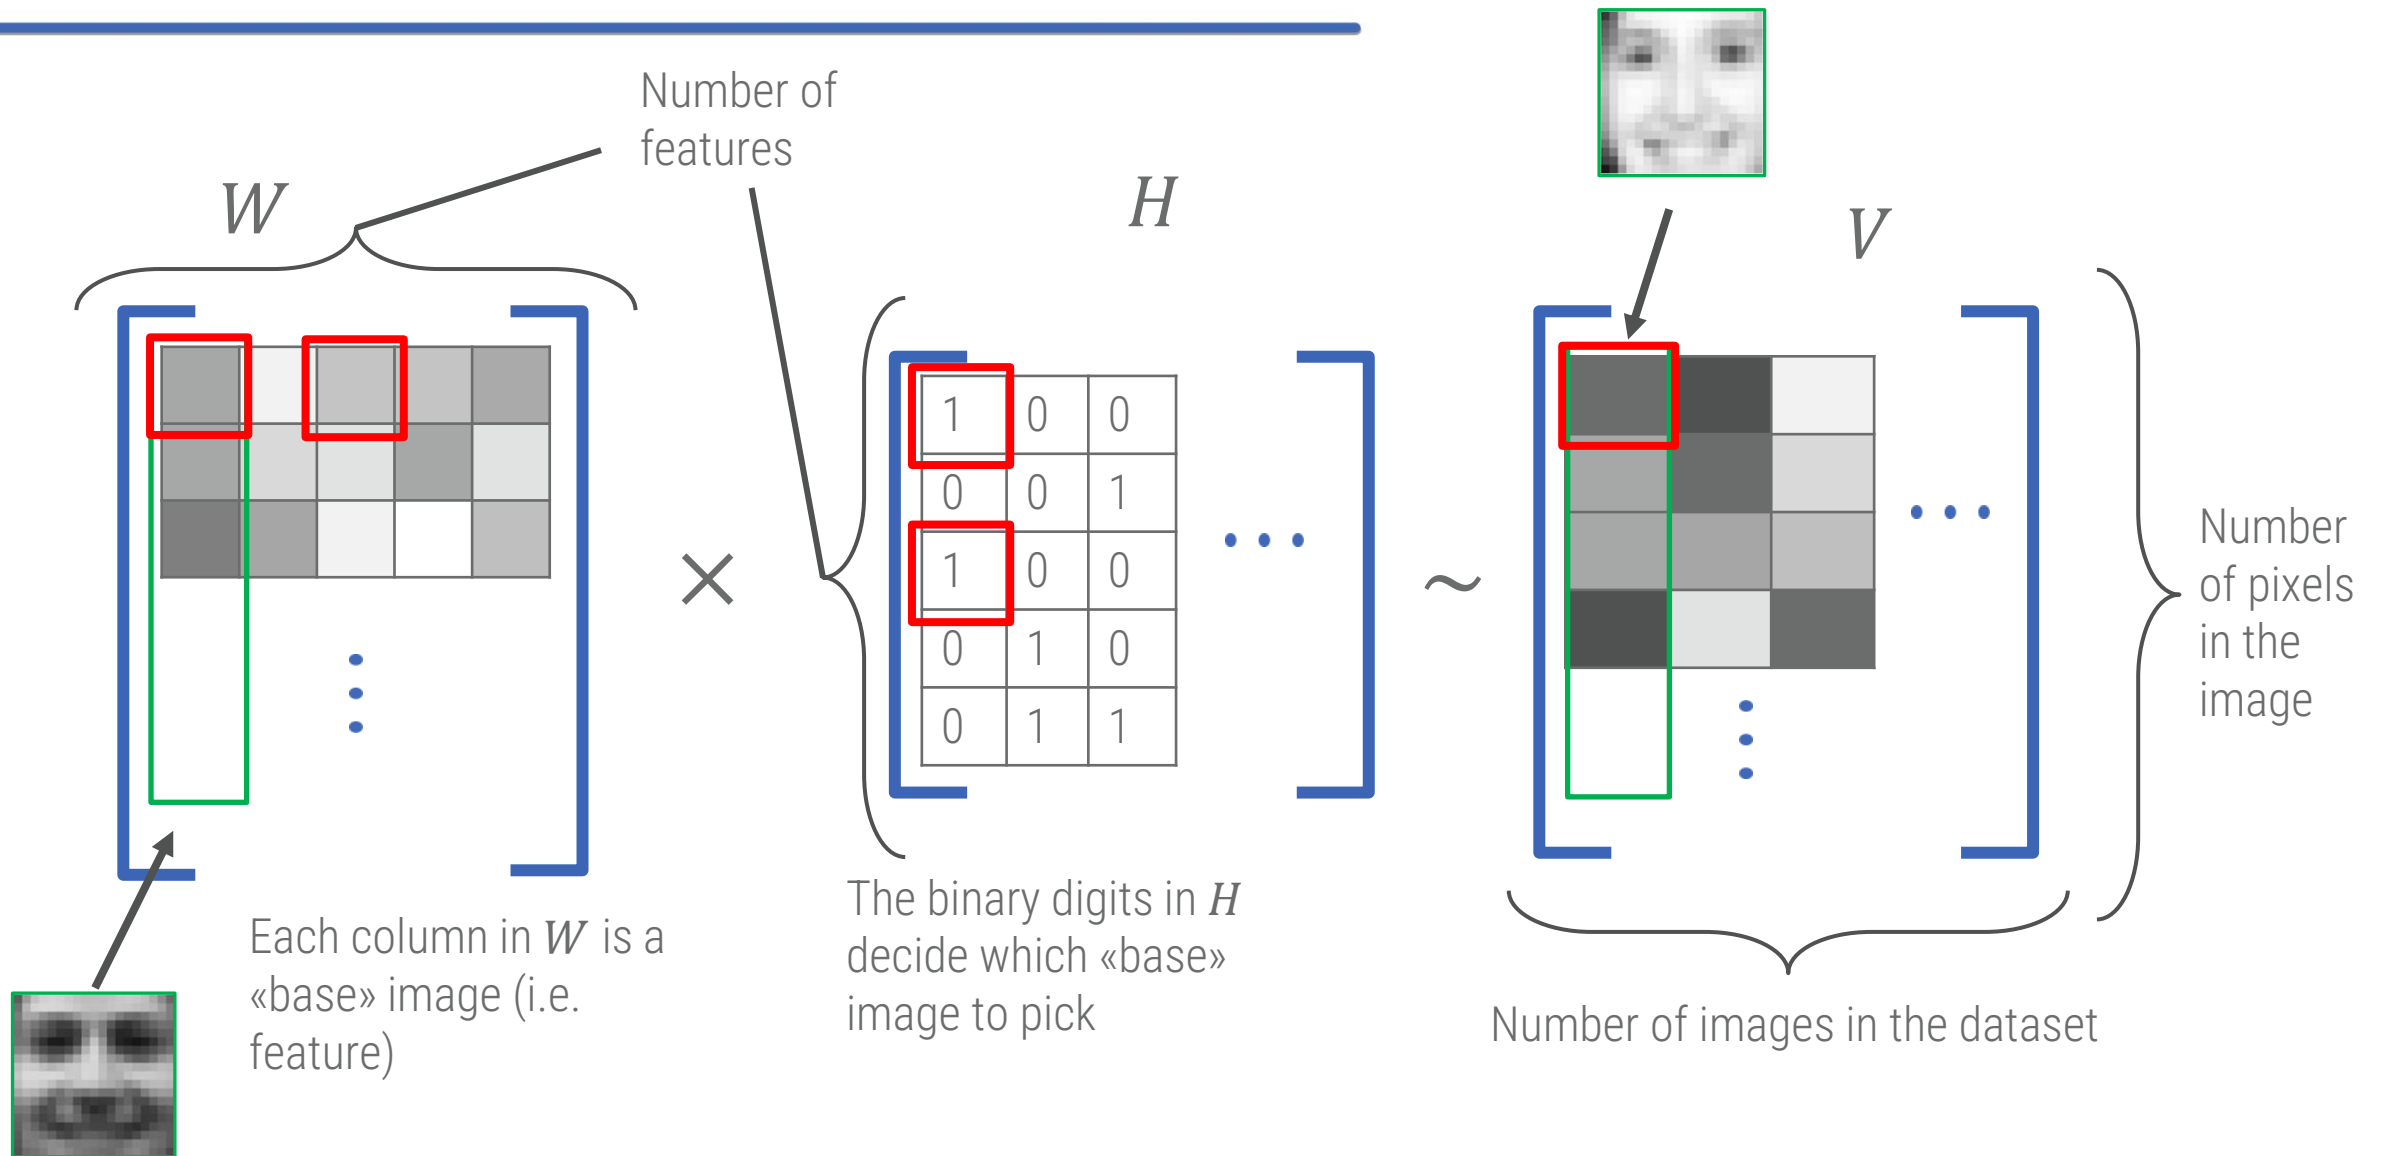 Number of
features
W
H
V
1 0 0
0 0 1
1 0 0
0 1 0
0 1 1
×
~
Number
of pixels
in the
image
Each column in W is a
«base» image (i.e.
feature)
The binary digits in H
decide which «base»
image to pick
Number of images in the dataset